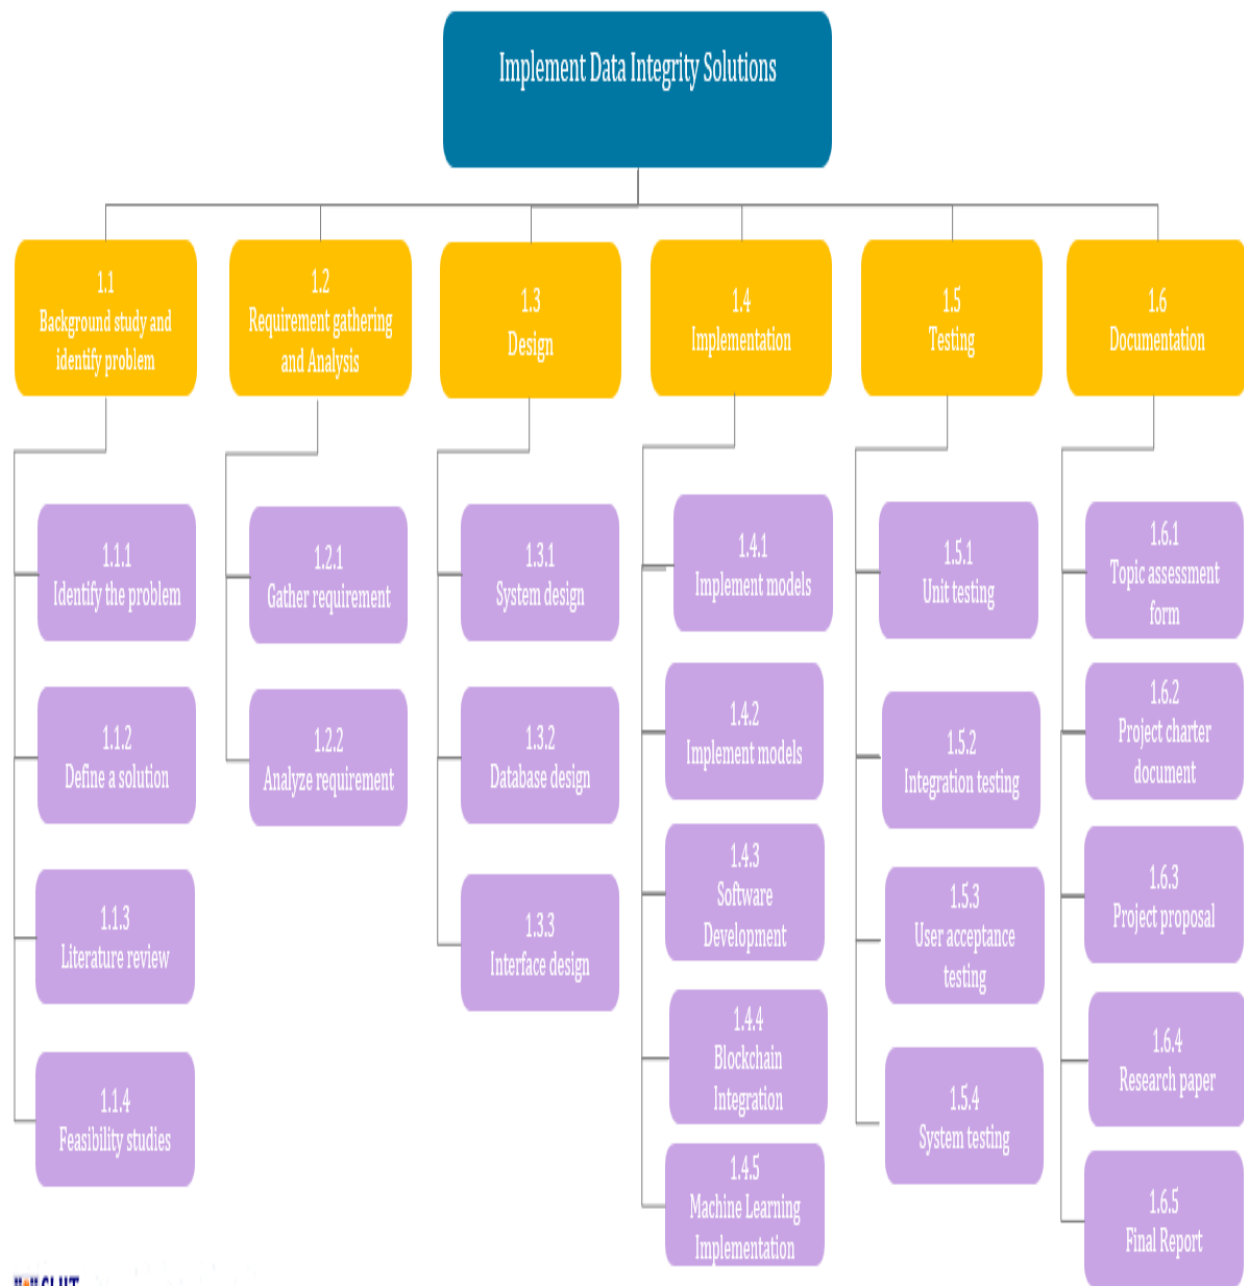 Implement Data Integrity Solutions
1.1
Background study and
identify problem
1.2
Requirement gathering
and Analysis
1.3
Design
1.4
Implementation
1.5
Testing
1.6
Documentation
1.1.1
Identify the problem
1.1.2
Define a solution
1.1.3
Literature review
1.1.4
Feasibility studies
1.2.1
Gather requirement
1.2.2
Analyze requirement
1.3.1
System design
1.3.2
Database design
1.3.3
Interface design
1.4.1
Implement models
1.4.2
Implement models
1.4.3
Software
Development
1.4.4
Blockchain
Integration
1.4.5
Machine Learning
Implementation
1.5.1
Unit testing
1.5.2
Integration testing
1.5.3
User acceptance
testing
1.5.4
System testing
1.6.1
Topic assessment
form
1.6.2
Project charter
document
1.6.3
Project proposal
1.6.4
Research paper
1.6.5
Final Report